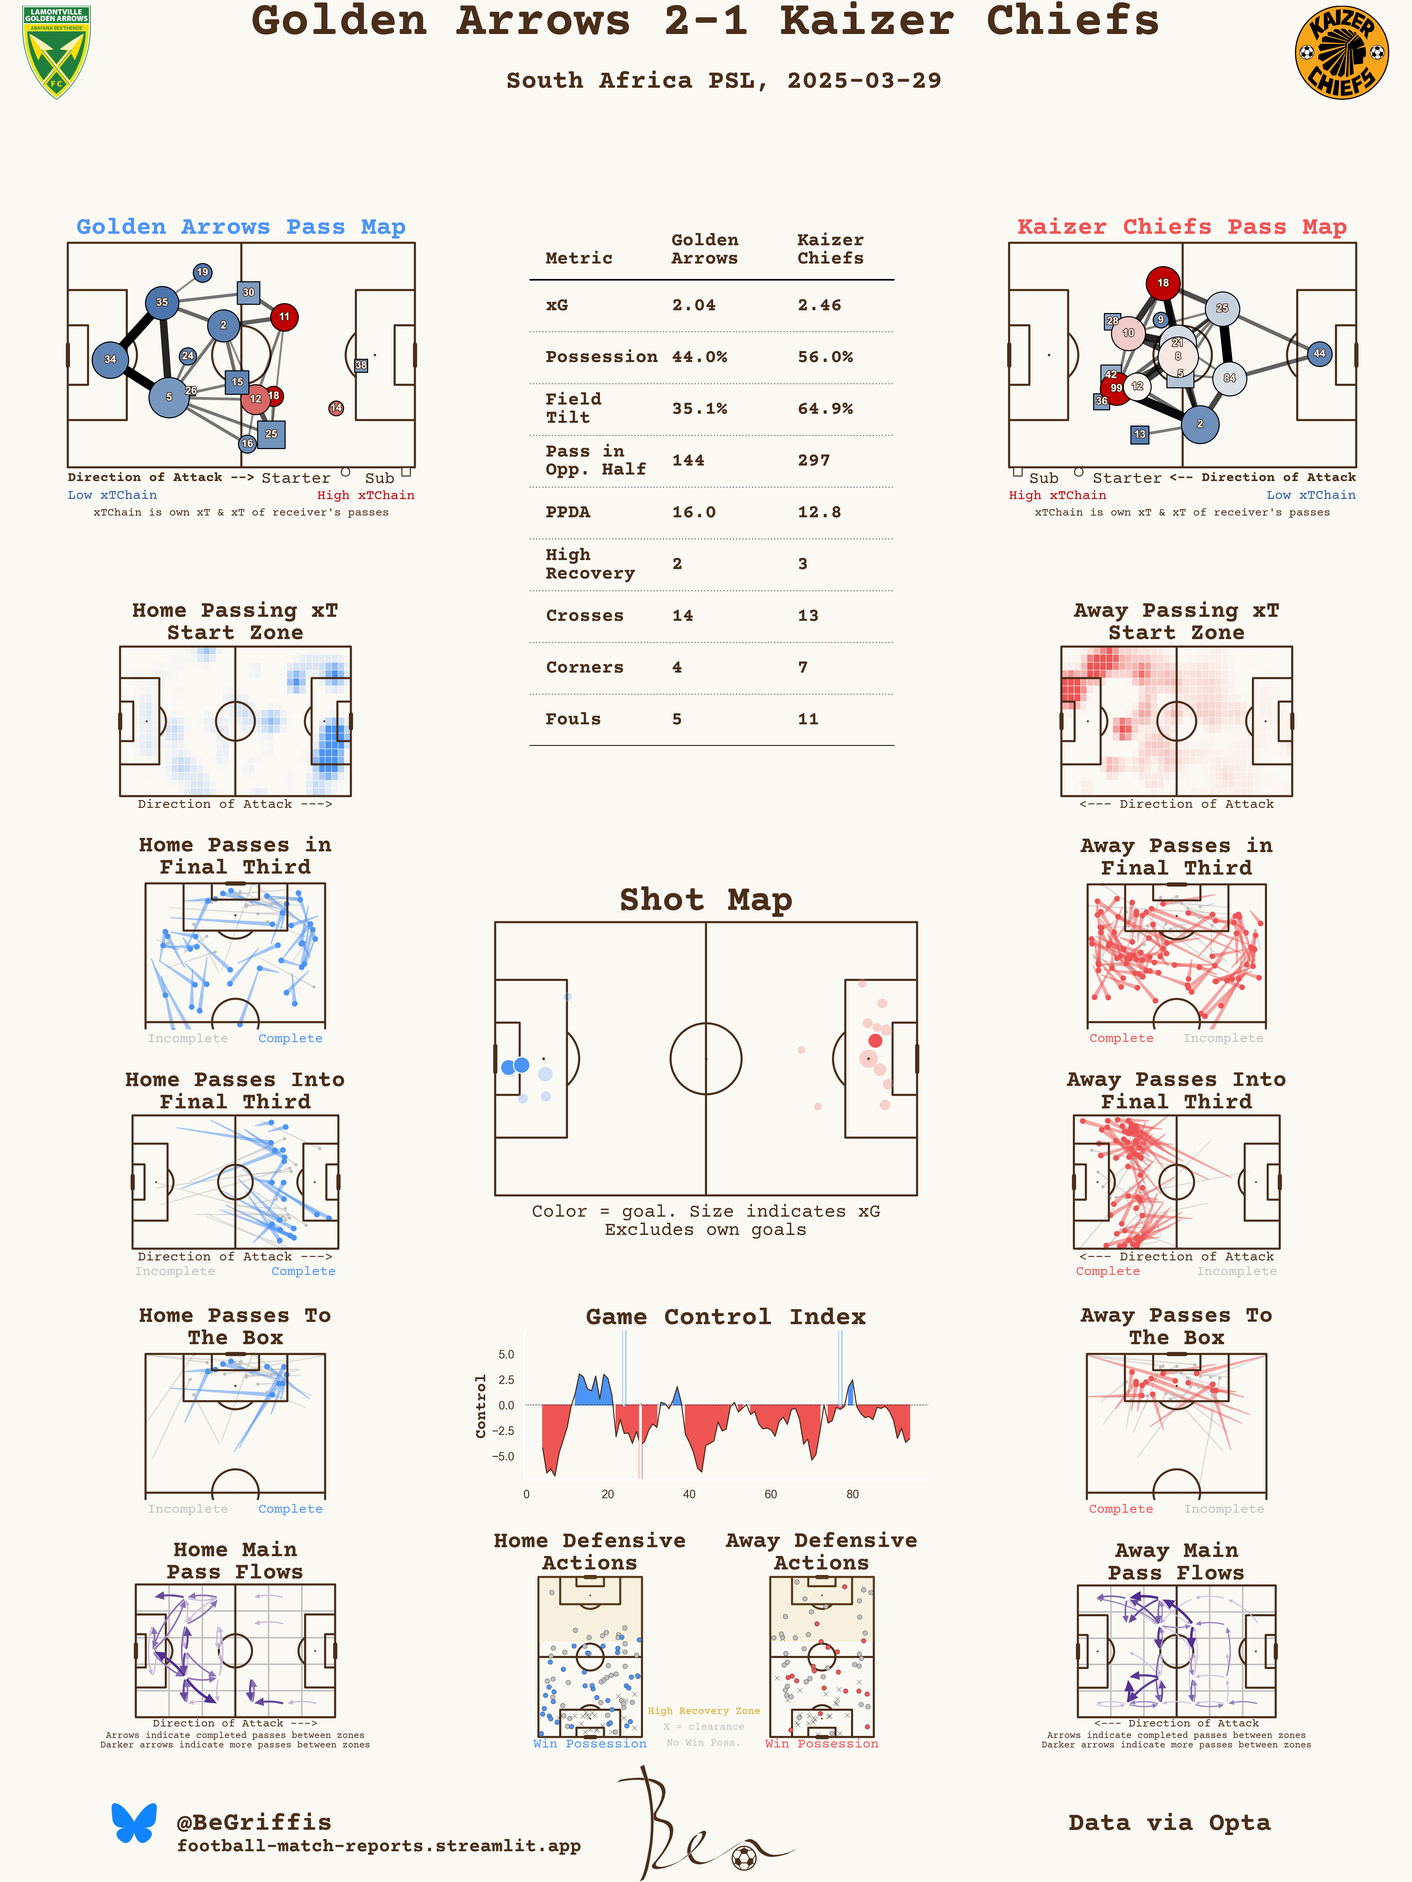 Golden Arrows 2-1 Kaizer Chiefs
South Africa PSL, 2025-03-29
LAMONTVILLE
GOLDEN ARROWS
ABAFANA BES'THENDE
FC
KAIZER
CHIEFS
Golden Arrows Pass Map
19
30
35
11
2
24
34
38
15
26
5
12
18
14
25
16
Direction of Attack --> Starter Sub
Low xTChain High xTChain
xTChain is own xT & xT of receiver's passes
Metric Golden Arrows Kaizer Chiefs
xG 2.04 2.46
Possession 44.0% 56.0%
Field Tilt 35.1% 64.9%
Pass in Opp. Half 144 297
PPDA 16.0 12.8
High Recovery 2 3
Crosses 14 13
Corners 4 7
Fouls 5 11
Kaizer Chiefs Pass Map
18
25
28
9
10
21
8
44
42
5
84
99
12
36
2
13
Sub Starter <-- Direction of Attack
High xTChain Low xTChain
xTChain is own xT & xT of receiver's passes
Home Passing xT
Start Zone
Direction of Attack --->
Away Passing xT
Start Zone
<--- Direction of Attack
Home Passes in
Final Third
Incomplete Complete
Away Passes in
Final Third
Complete Incomplete
Shot Map
Color = goal. Size indicates xG
Excludes own goals
Home Passes Into
Final Third
Direction of Attack --->
Incomplete Complete
Away Passes Into
Final Third
<--- Direction of Attack
Complete Incomplete
Home Passes To
The Box
Incomplete Complete
Game Control Index
Control
5.0
2.5
0.0
−2.5
−5.0
0 20 40 60 80
Away Passes To
The Box
Complete Incomplete
Home Main
Pass Flows
Direction of Attack --->
Arrows indicate completed passes between zones
Darker arrows indicate more passes between zones
Home Defensive
Actions
Win Possession
Away Defensive
Actions
Win Possession
High Recovery Zone
X = clearance
No Win Poss.
Away Main
Pass Flows
<--- Direction of Attack
Arrows indicate completed passes between zones
Darker arrows indicate more passes between zones
@BeGriffis
football-match-reports.streamlit.app
Ben
Data via Opta